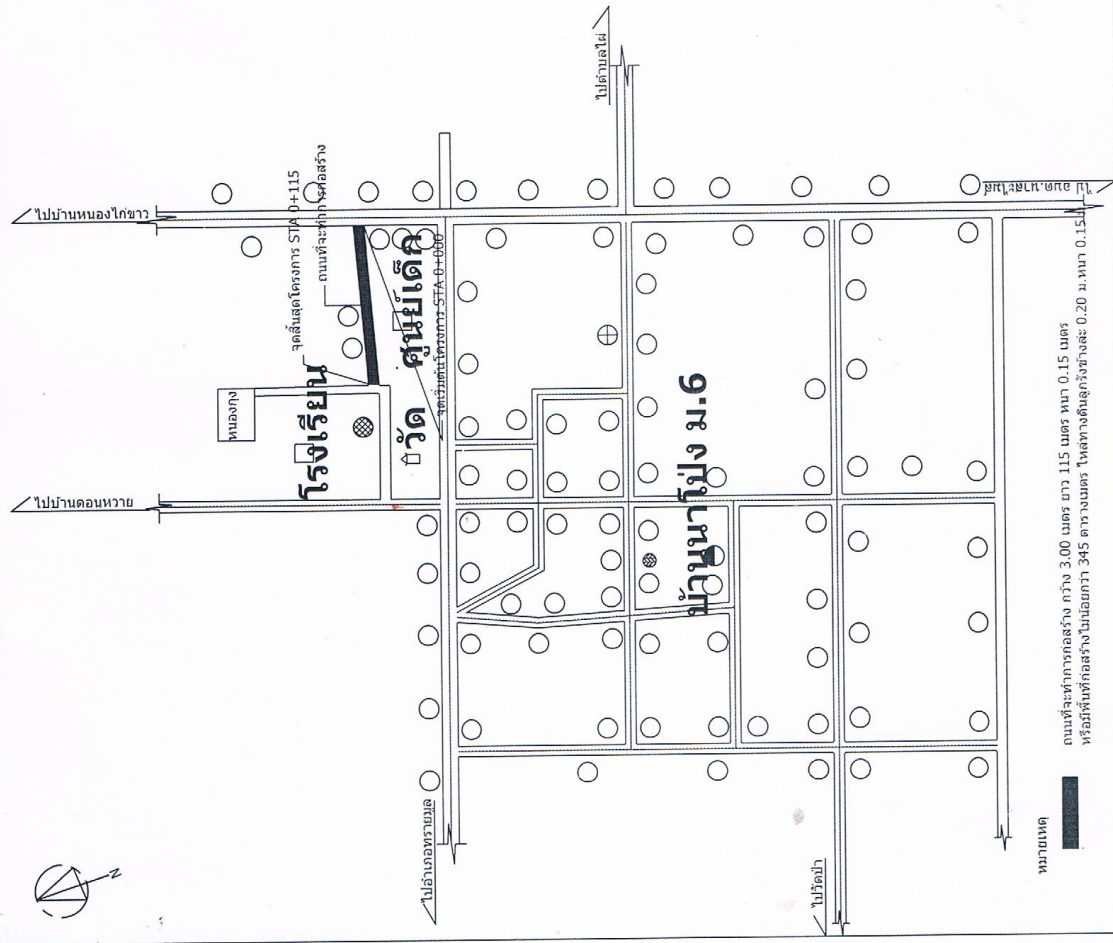 ไปบ้านหนองไก่ขาว
จุดสิ้นสุดโครงการ STA 0+115
ถนนที่จะทำการก่อสร้าง
ไปตำบลไผ่
หนองกุง
โรงเรียน
วัด
ศูนย์เด็ก
จุดเริ่มต้นโครงการ STA 0+000
ไปบ้านดอนหวาย
บ้านนาโป่ง ม.6
ไปอำเภอทรายมูล
ไปวัดป่า
N
หมายเหตุ
ถนนที่จะทำการก่อสร้าง กว้าง 3.00 เมตร ยาว 115 เมตร หนา 0.15 เมตร
หรือมีพื้นที่ก่อสร้างไม่น้อยกว่า 345 ตารางเมตร ไหล่ทางดินลูกรังข้างละ 0.20 ม.หนา 0.15